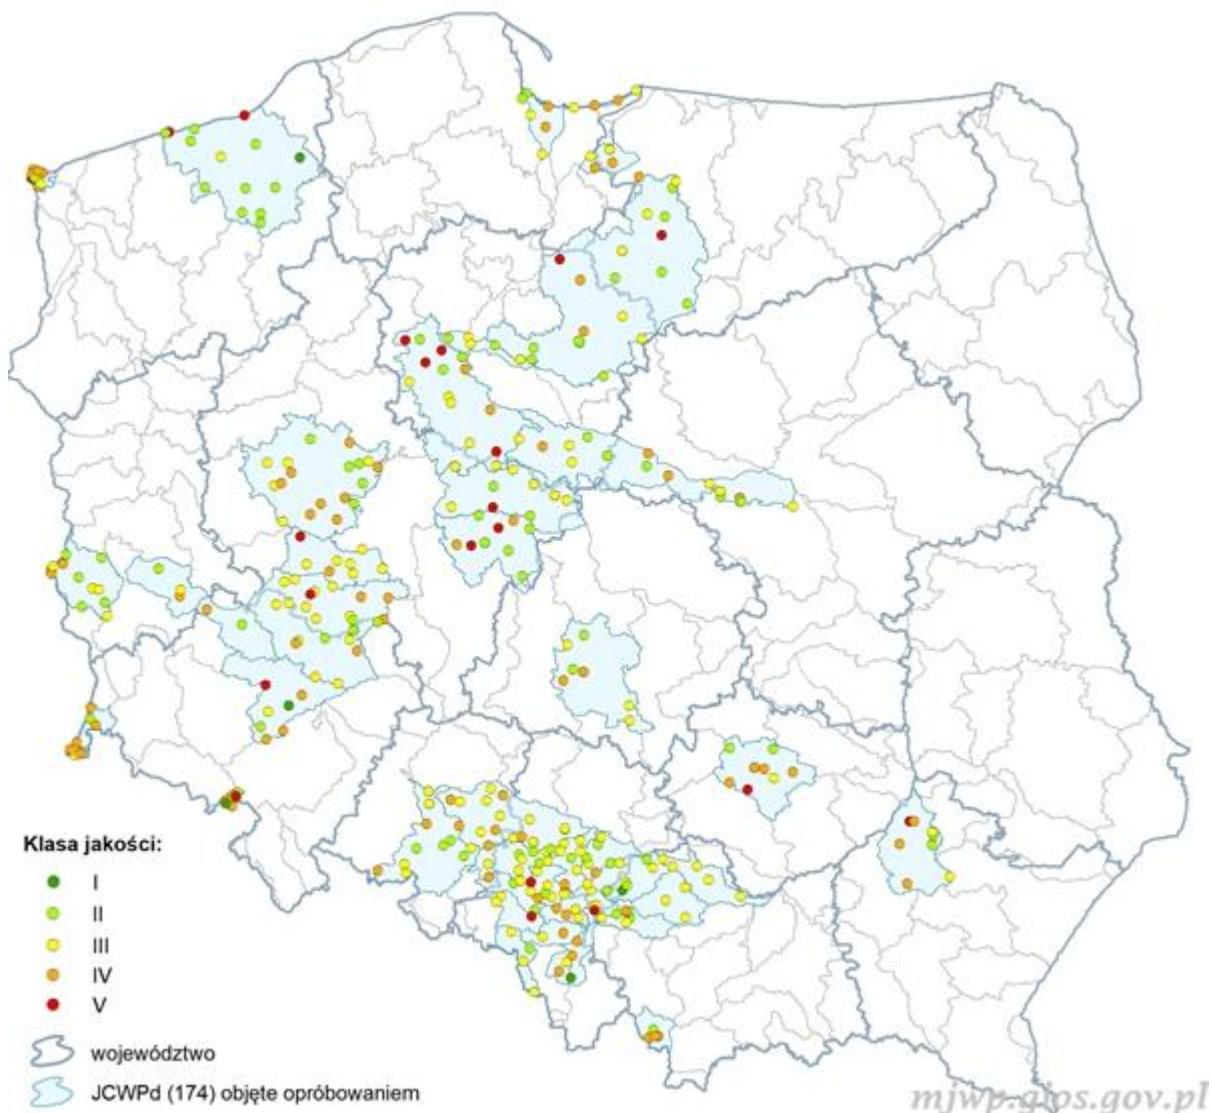 Klasa jakości:
I
II
III
IV
V
województwo
JCWPd (174) objęte opróbowaniem
mjwp.gios.gov.pl